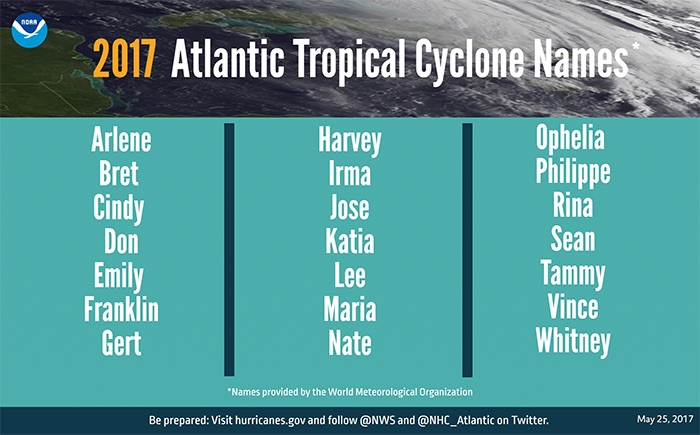 NOAA
2017 Atlantic Tropical Cyclone Names*
Arlene
Bret
Cindy
Don
Emily
Franklin
Gert
Harvey
Irma
Jose
Katia
Lee
Maria
Nate
Ophelia
Philippe
Rina
Sean
Tammy
Vince
Whitney
*Names provided by the World Meteorological Organization
Be prepared: Visit hurricanes.gov and follow @NWS and @NHC_Atlantic on Twitter.
May 25, 2017